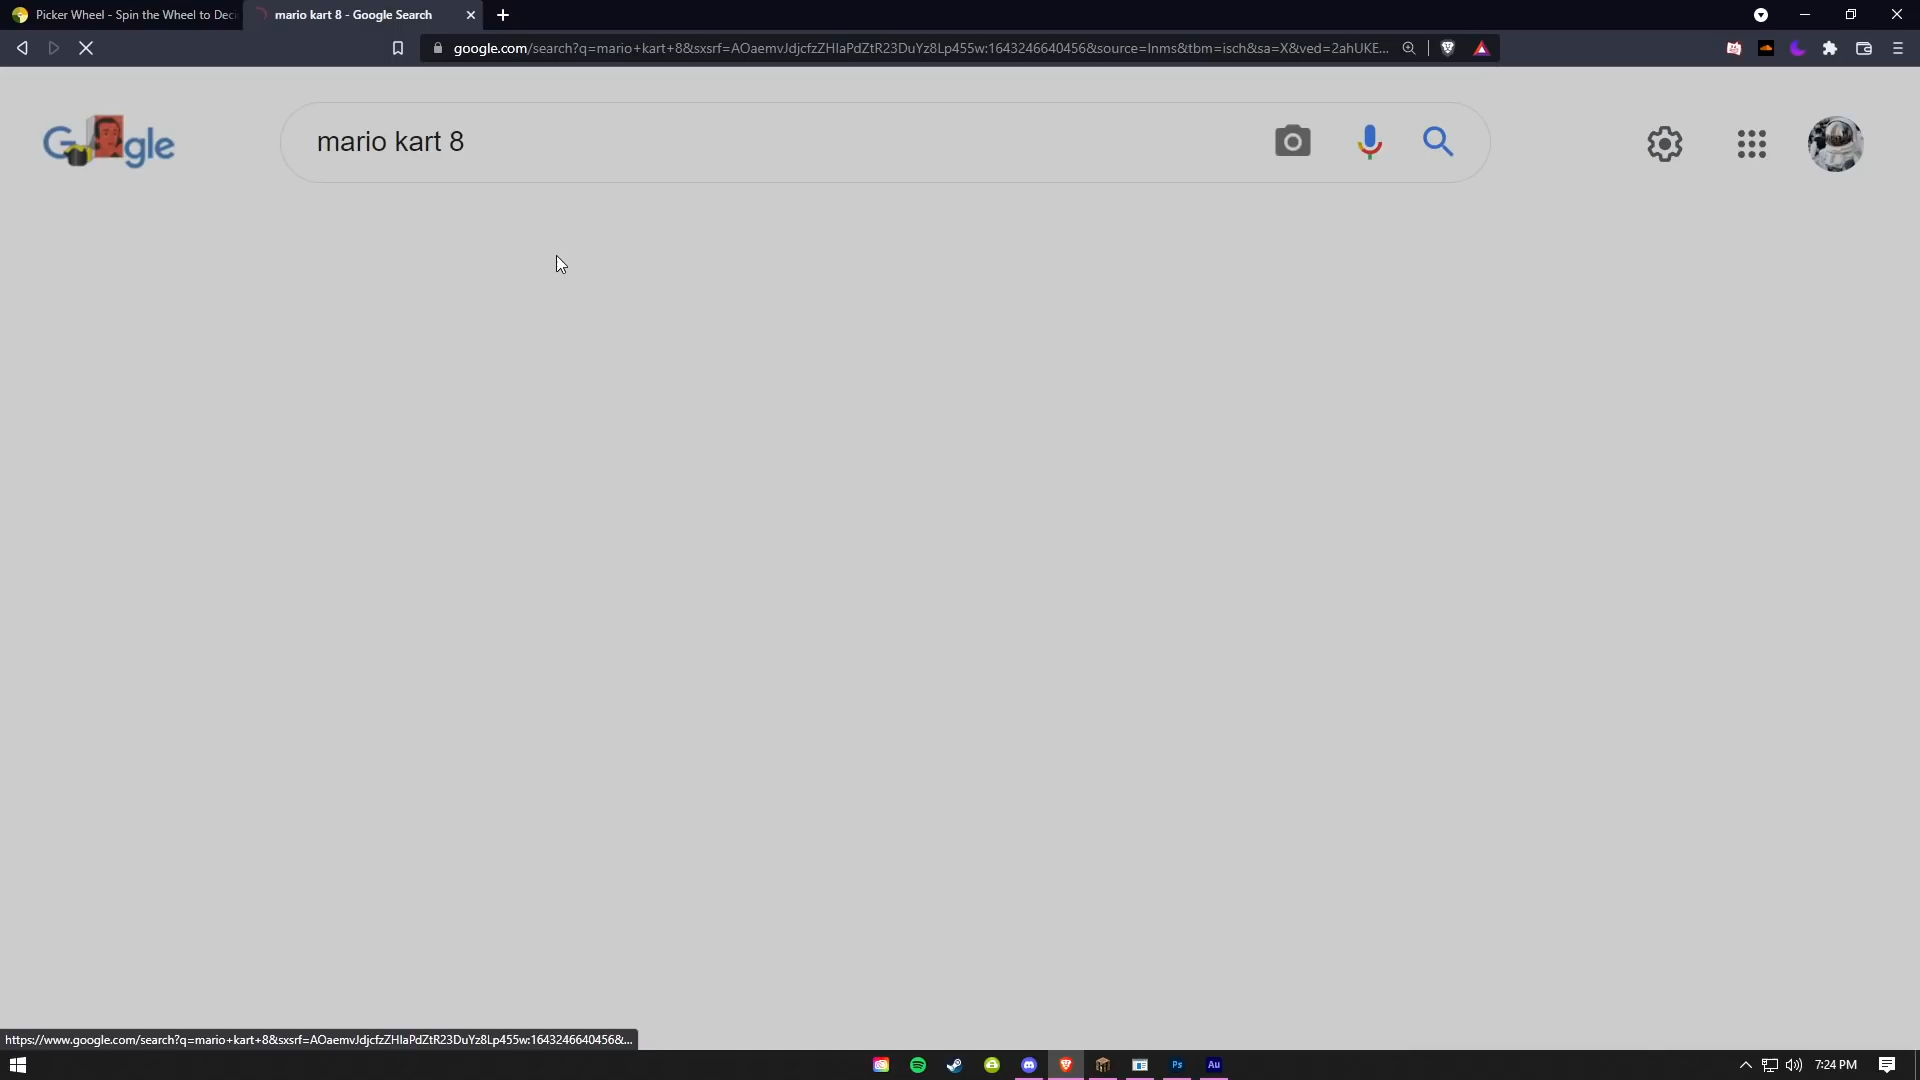 Picker Wheel - Spin the Wheel to Deci
mario kart 8 - Google Search
google.com/search?q=mario+kart+8&sxsrf=AOaemvJdjcfzZHIaPdZtR23DuYz8Lp455w:1643246640456&source=lnms&tbm=isch&sa=X&ved=2ahUKE...
Google
mario kart 8
https://www.google.com/search?q=mario+kart+8&sxsrf=AOaemvJdjcfzZHIaPdZtR23DuYz8Lp455w:1643246640456&...
Ps
Au
7:24 PM